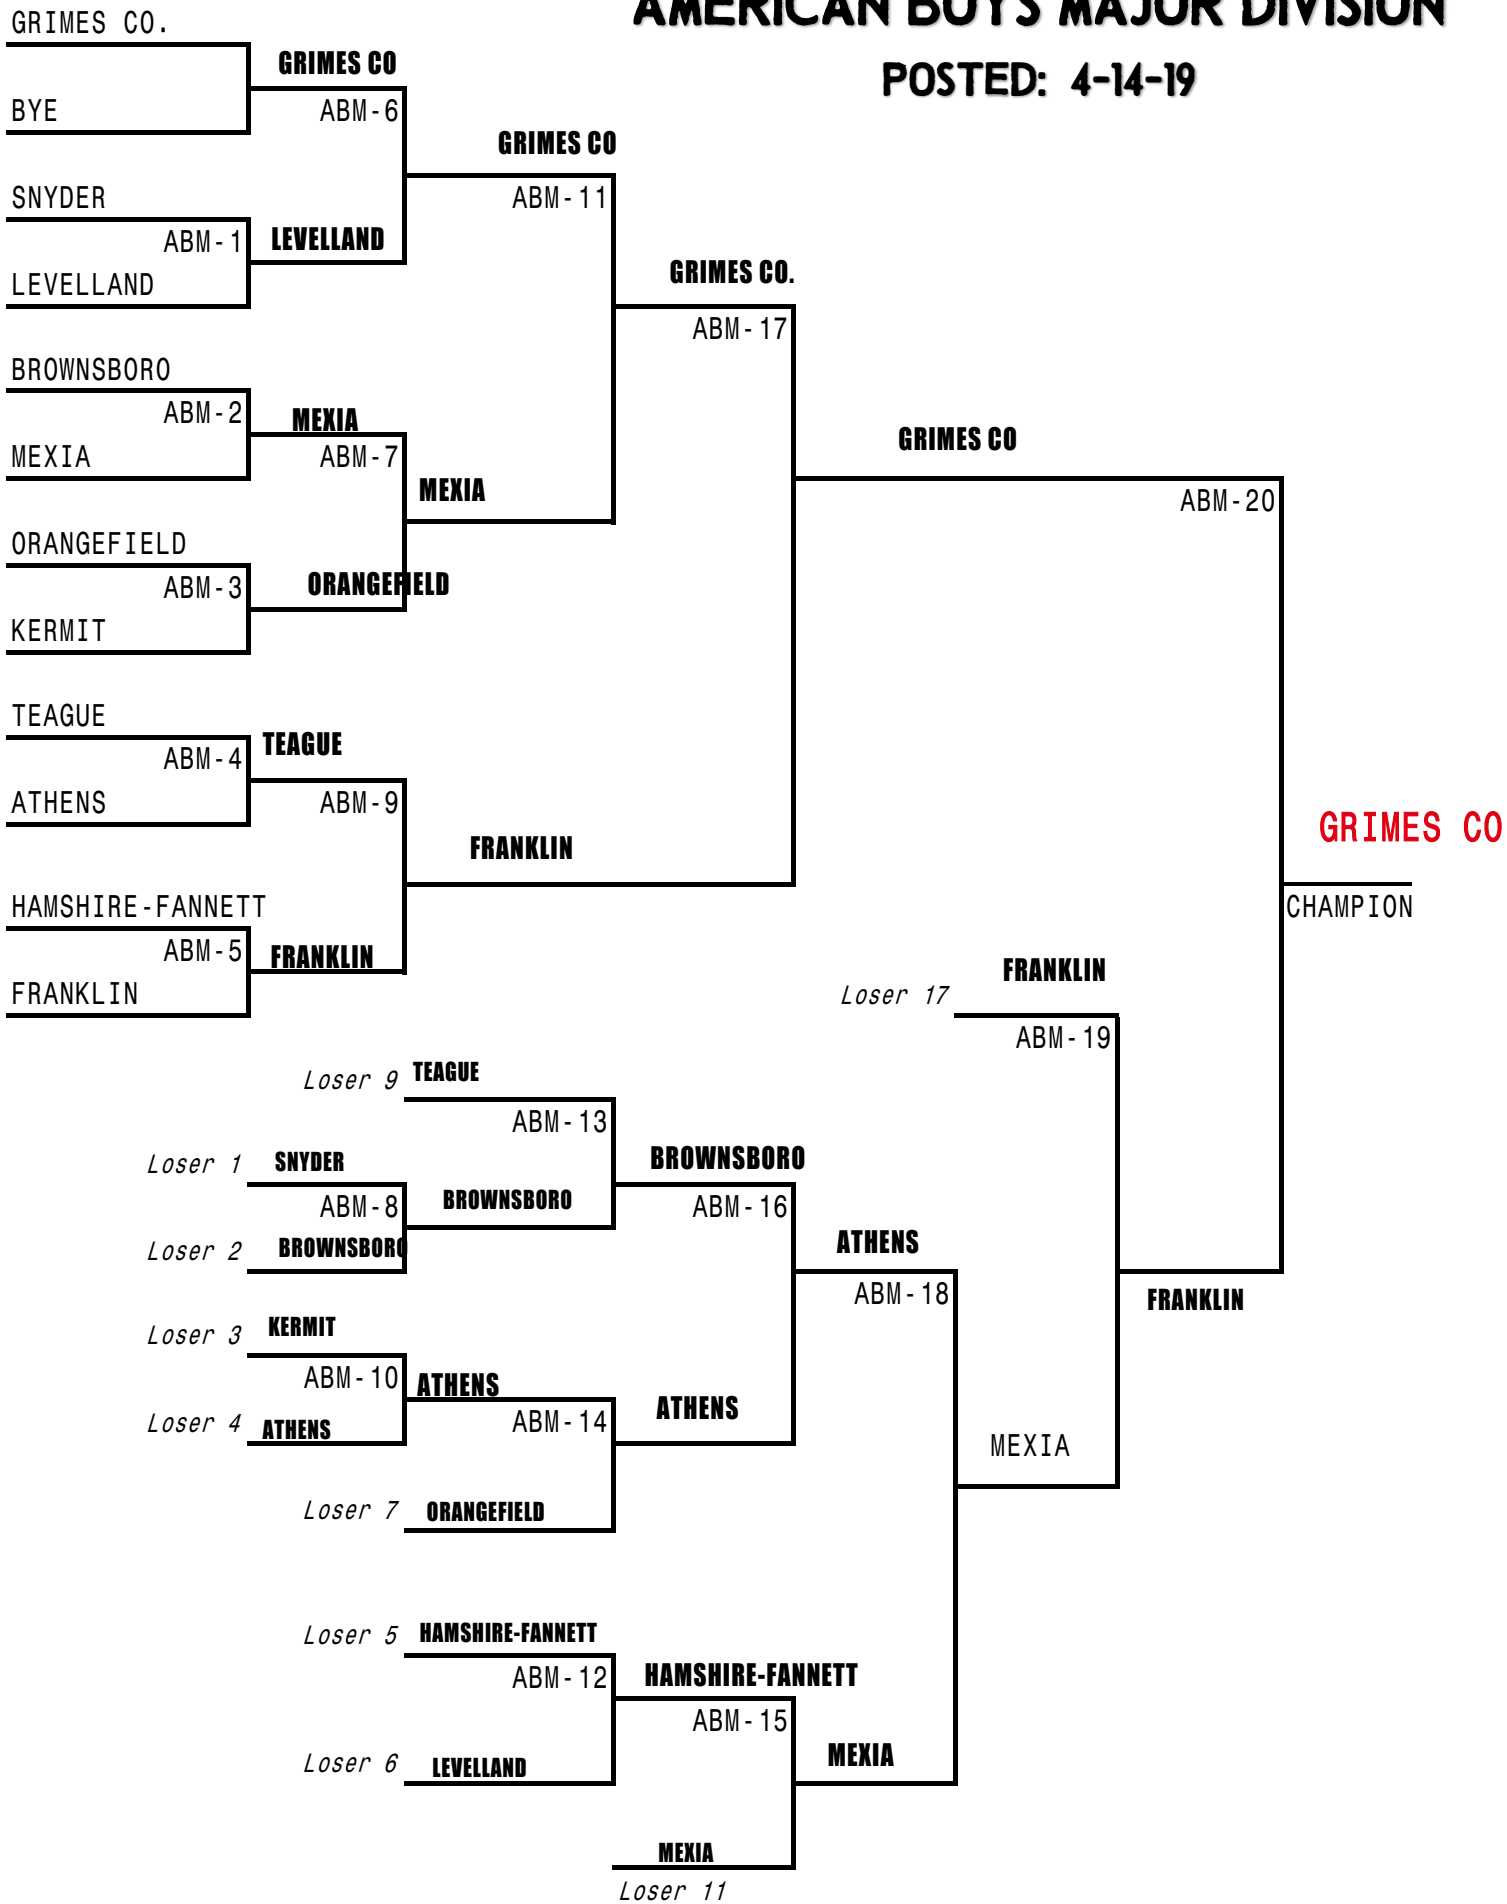 AMERICAN BOYS MAJOR DIVISION
POSTED: 4-14-19
GRIMES CO.
GRIMES CO
BYE
ABM-6
GRIMES CO
SNYDER
ABM-11
ABM-1
LEVELLAND
LEVELLAND
GRIMES CO.
ABM-17
BROWNSBORO
ABM-2
MEXIA
MEXIA
ABM-7
GRIMES CO
MEXIA
ABM-20
ORANGEFIELD
ABM-3
ORANGEFIELD
KERMIT
TEAGUE
ABM-4
TEAGUE
ATHENS
ABM-9
GRIMES CO
FRANKLIN
HAMSHIRE-FANNETT
CHAMPION
ABM-5
FRANKLIN
FRANKLIN
FRANKLIN
Loser 17
ABM-19
Loser 9
TEAGUE
ABM-13
Loser 1
SNYDER
BROWNSBORO
ABM-8
BROWNSBORO
ABM-16
Loser 2
BROWNSBORO
ATHENS
ABM-18
FRANKLIN
Loser 3
KERMIT
ABM-10
ATHENS
Loser 4
ATHENS
ABM-14
ATHENS
MEXIA
Loser 7
ORANGEFIELD
Loser 5
HAMSHIRE-FANNETT
ABM-12
HAMSHIRE-FANNETT
ABM-15
Loser 6
LEVELLAND
MEXIA
MEXIA
Loser 11